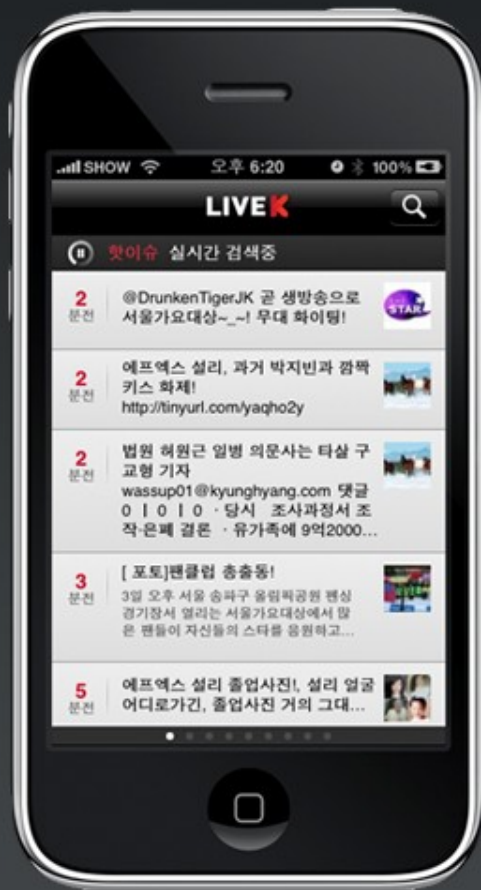 SHOW 오후 6:20 100%
LIVEK
핫이슈 실시간 검색중
2
분전
@DrunkenTigerJK 곧 생방송으로
서울가요대상~_~! 무대 화이팅!
STAR
2
분전
에프엑스 설리, 과거 박지빈과 깜짝
키스 화제!
http://tinyurl.com/yaqho2y
2
분전
법원 허원근 일병 의문사는 타살 구
교형 기자
wassup01@kyunghyang.com 댓글
0 ㅣ 0 ㅣ 0 · 당시 조사과정서 조
작·은폐 결론 · 유가족에 9억2000...
3
분전
[ 포토]팬클럽 총출동!
3일 오후 서울 송파구 올림픽공원 펜싱
경기장서 열리는 서울가요대상에서 많
은 팬들이 자신들의 스타를 응원하고...
5
분전
에프엑스 설리 졸업사진!, 설리 얼굴
어디로가긴, 졸업사진 거의 그대...